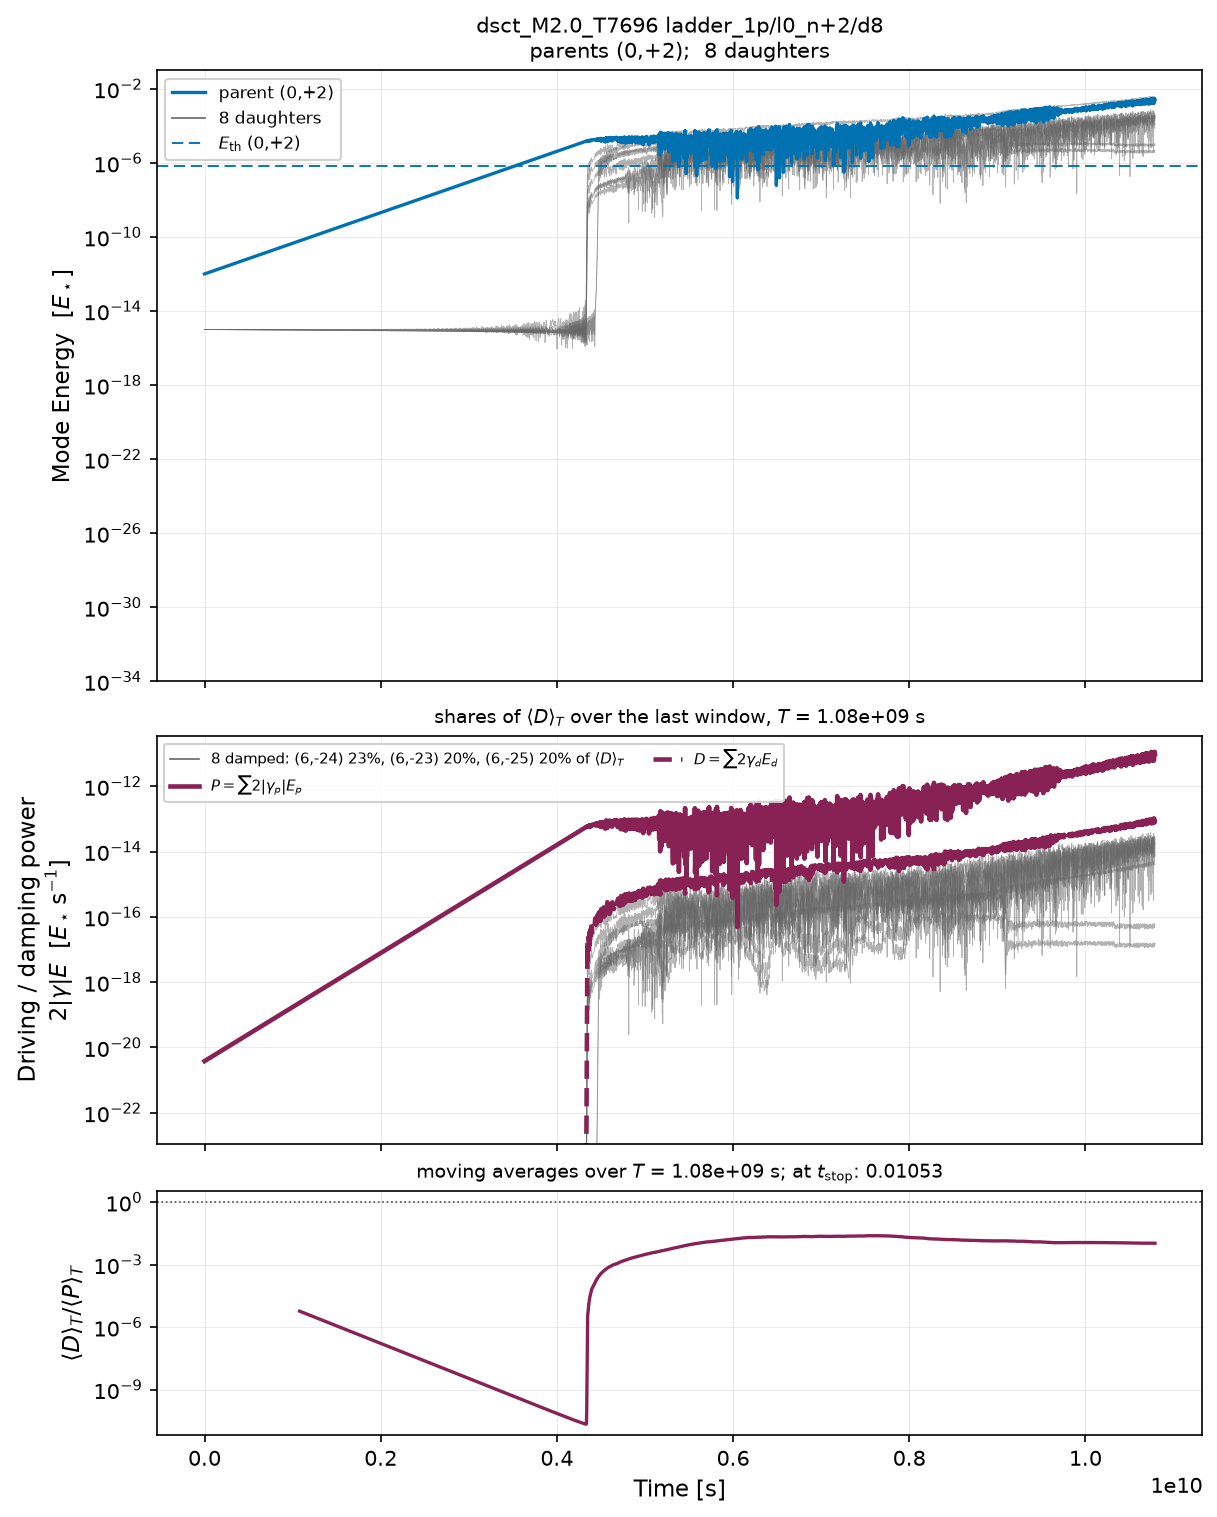 dsct_M2.0_T7696 ladder_1p/l0_n+2/d8
parents (0,+2);  8 daughters
parent (0,+2)
8 daughters
E_th (0,+2)
Mode Energy  [E⋆]
10^−2
10^−6
10^−10
10^−14
10^−18
10^−22
10^−26
10^−30
10^−34
shares of ⟨D⟩_T over the last window, T = 1.08e+09 s
8 damped: (6,-24) 23%, (6,-23) 20%, (6,-25) 20% of ⟨D⟩_T
P = ∑2|γ_p|E_p
D = ∑2γ_dE_d
Driving / damping power
2|γ|E  [E⋆ s^−1]
10^−12
10^−14
10^−16
10^−18
10^−20
10^−22
moving averages over T = 1.08e+09 s; at t_stop: 0.01053
⟨D⟩_T/⟨P⟩_T
10^0
10^−3
10^−6
10^−9
0.0 0.2 0.4 0.6 0.8 1.0
1e10
Time [s]